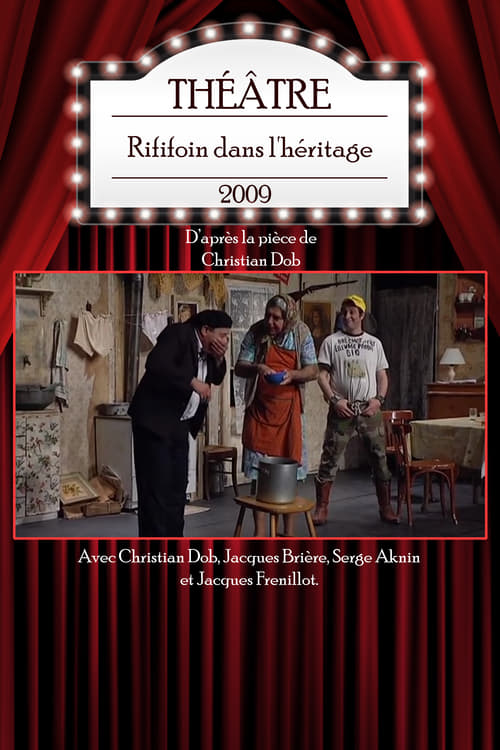 THÉÂTRE
Rififoin dans l'héritage
2009
D'après la pièce de
Christian Dob
Avec Christian Dob, Jacques Brière, Serge Aknin
et Jacques Frenillot.